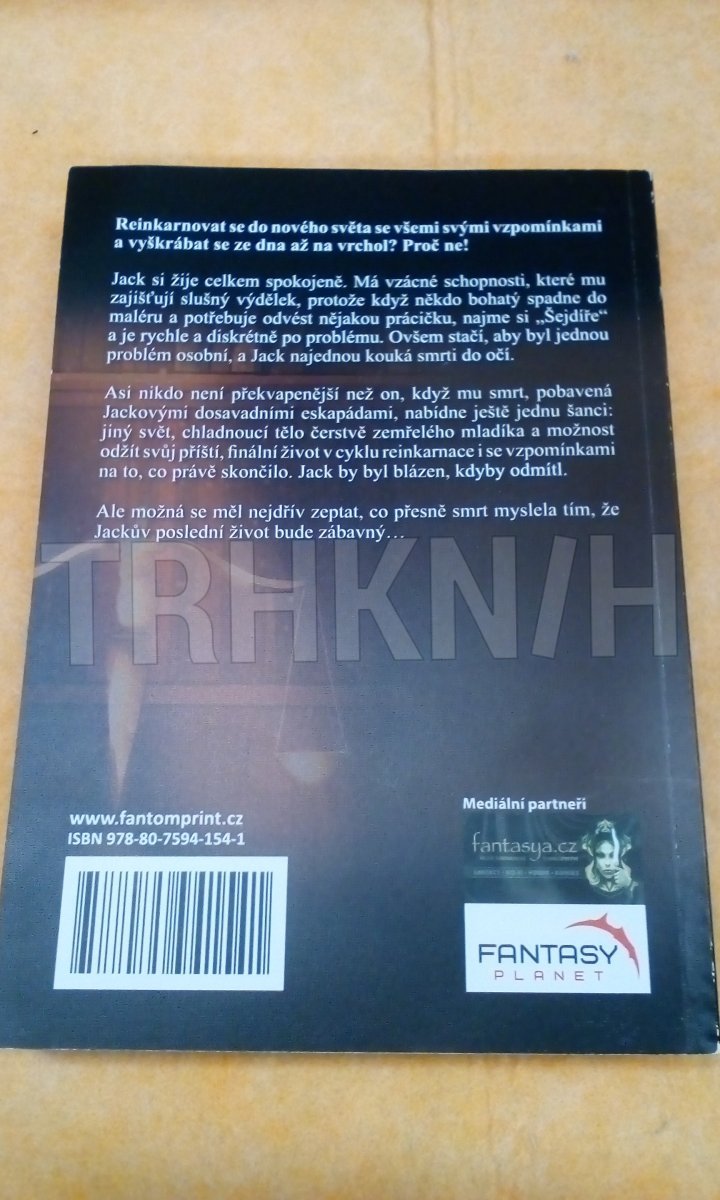 Reinkarnovat se do nového světa se všemi svými vzpomínkami
a vyškrábat se ze dna až na vrchol? Proč ne!
Jack si žije celkem spokojeně. Má vzácné schopnosti, které mu
zajišťují slušný výdělek, protože když někdo bohatý spadne do
maléru a potřebuje odvést nějakou prácičku, najme si „Šejdíře“
a je rychle a diskrétně po problému. Ovšem stačí, aby byl jednou
problém osobní, a Jack najednou kouká smrti do očí.
Asi nikdo není překvapenější než on, když mu smrt, pobavená
Jackovými dosavadními eskapádami, nabídne ještě jednu šanci:
jiný svět, chladnoucí tělo čerstvě zemřelého mladíka a možnost
odžít svůj příští, finální život v cyklu reinkarnace i se vzpomínkami
na to, co právě skončilo. Jack by byl blázen, kdyby odmítl.
Ale možná se měl nejdřív zeptat, co přesně smrt myslela tím, že
Jackův poslední život bude zábavný…
TRHKNIH
www.fantomprint.cz
ISBN 978-80-7594-154-1
Mediální partneři
fantasya.cz
FANTASY
PLANET